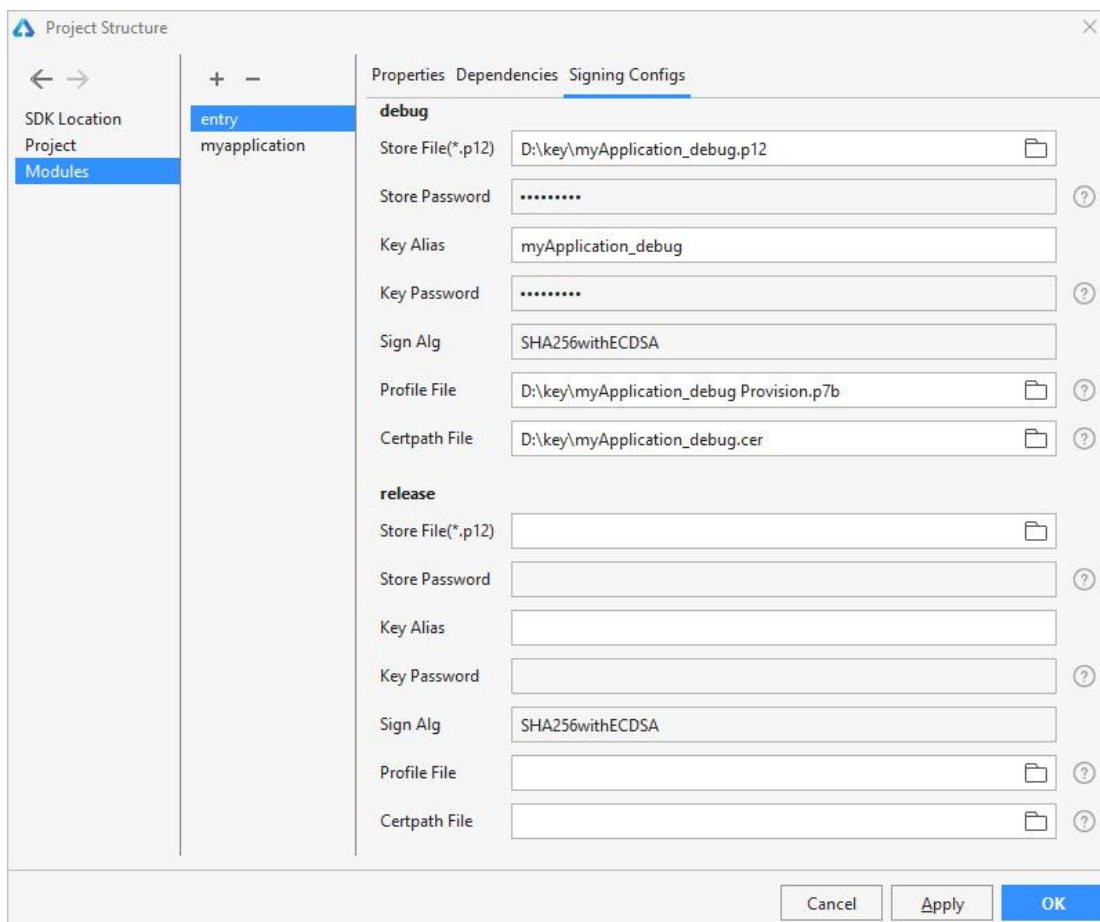 Project Structure
SDK Location
Project
Modules
entry
myapplication
Properties Dependencies Signing Configs
debug
Store File(*.p12) D:\key\myApplication_debug.p12
Store Password •••••••••
Key Alias myApplication_debug
Key Password •••••••••
Sign Alg SHA256withECDSA
Profile File D:\key\myApplication_debug Provision.p7b
Certpath File D:\key\myApplication_debug.cer
release
Store File(*.p12)
Store Password
Key Alias
Key Password
Sign Alg SHA256withECDSA
Profile File
Certpath File
Cancel Apply OK